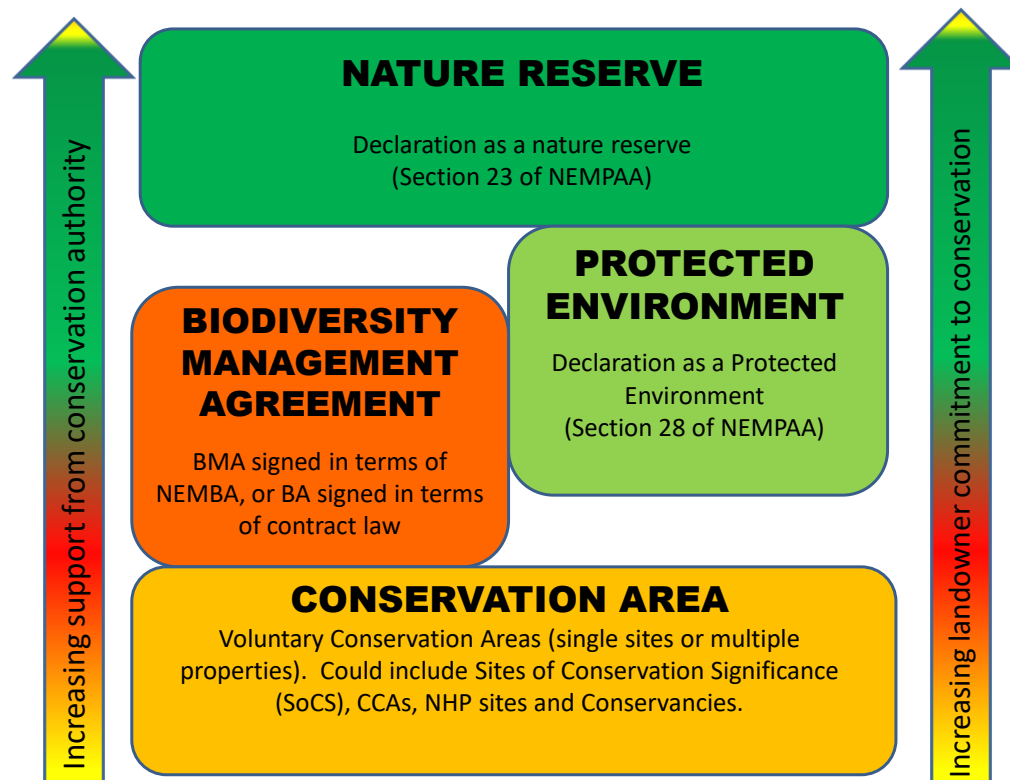 NATURE RESERVE
Declaration as a nature reserve
(Section 23 of NEMPAA)
PROTECTED
ENVIRONMENT
Declaration as a Protected
Environment
(Section 28 of NEMPAA)
BIODIVERSITY
MANAGEMENT
AGREEMENT
BMA signed in terms of
NEMBA, or BA signed in terms
of contract law
CONSERVATION AREA
Voluntary Conservation Areas (single sites or multiple
properties).  Could include Sites of Conservation Significance
(SoCS), CCAs, NHP sites and Conservancies.
Increasing support from conservation authority
Increasing landowner commitment to conservation